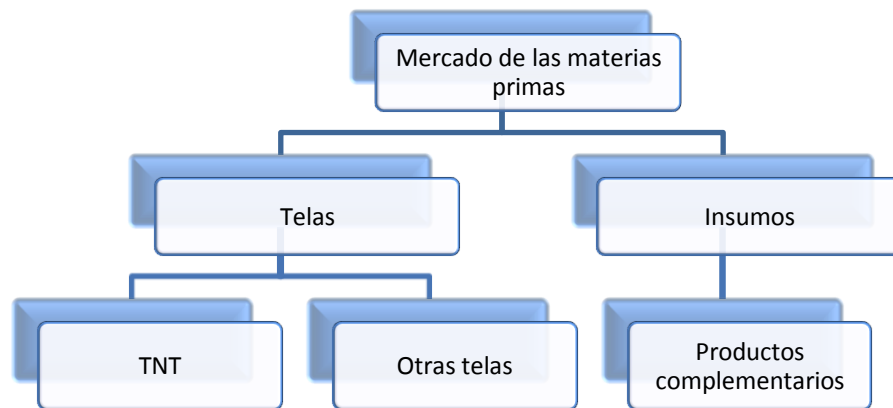 Mercado de las materias
primas
Telas
Insumos
TNT
Otras telas
Productos
complementarios